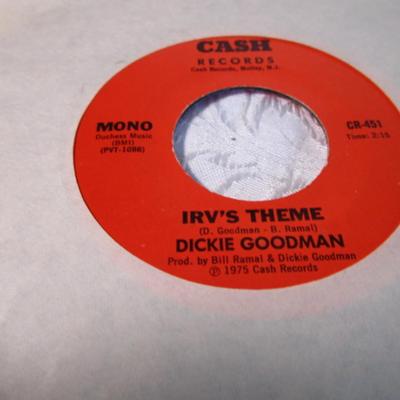 CASH
RECORDS
Cash Records, Nutley, N.J.
MONO
Duchess Music
(BMI)
(PVT-1086)
CR-451
Time: 2:15
IRV'S THEME
(D. Goodman - B. Ramal)
DICKIE GOODMAN
Prod. by Bill Ramal & Dickie Goodman
℗ 1975 Cash Records